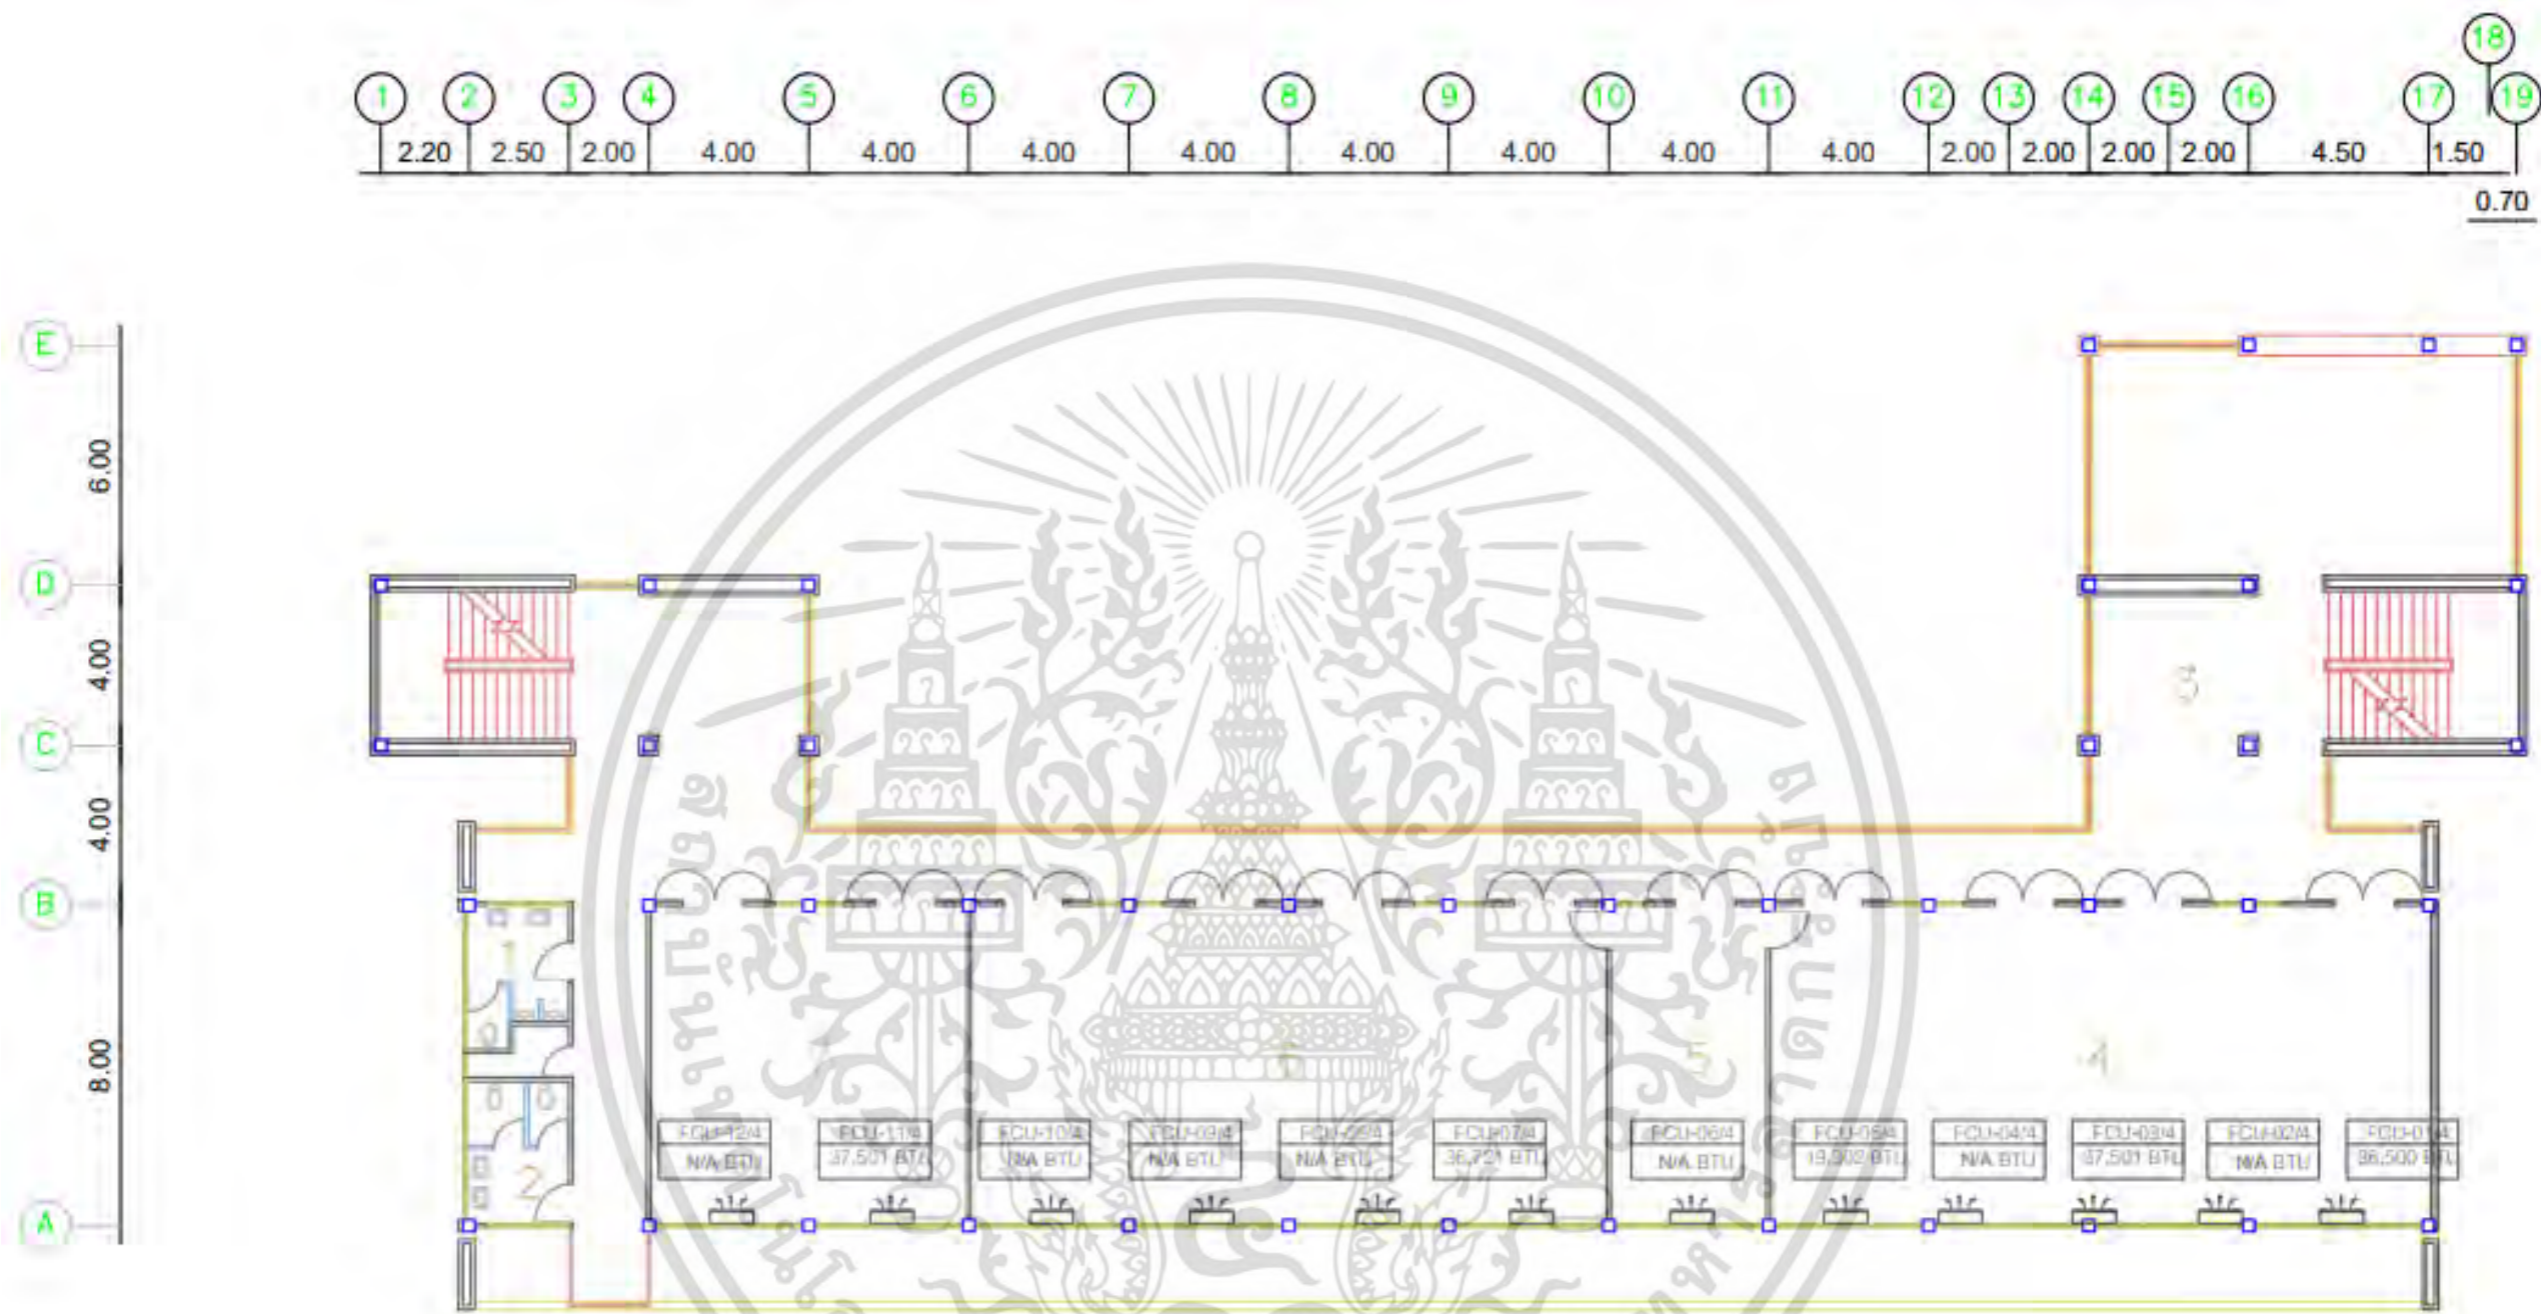 18
1 2 3 4 5 6 7 8 9 10 11 12 13 14 15 16 17 19
2.20 2.50 2.00 4.00 4.00 4.00 4.00 4.00 4.00 4.00 4.00 2.00 2.00 2.00 2.00 4.50 1.50
0.70
E
6.00
D
4.00
3
C
4.00
B
1
8.00
6 5 4
FCU-12/4 FCU-11/4 FCU-10/4 FCU-09/4 FCU-07/4 FCU-06/4 FCU-05/4 FCU-04/4 FCU-03/4 FCU-02/4 FCU-01/4
N/A BTU 37,501 BTU N/A BTU N/A BTU N/A BTU 36,721 BTU N/A BTU 19,302 BTU N/A BTU 37,501 BTU N/A BTU 36,500 BTU
2
A